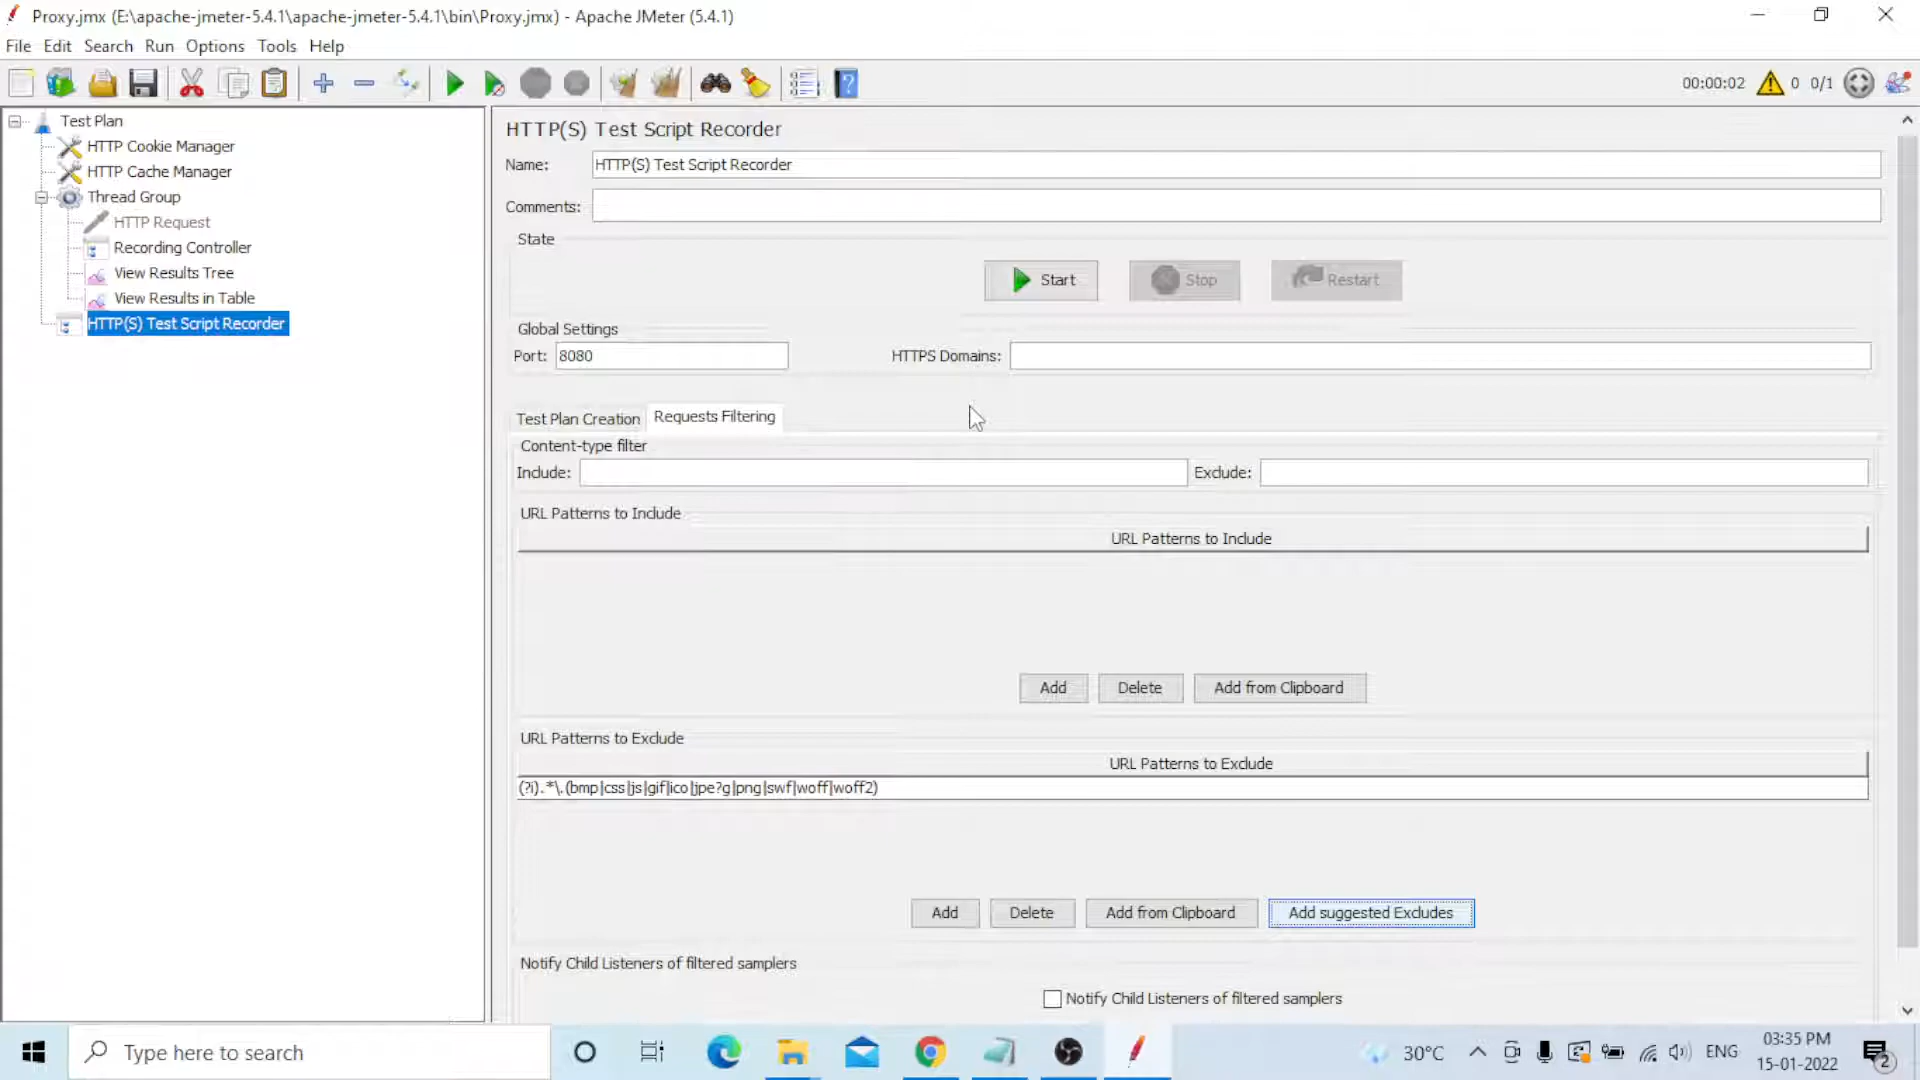 Proxy.jmx (E:\apache-jmeter-5.4.1\apache-jmeter-5.4.1\bin\Proxy.jmx) - Apache JMeter (5.4.1)
File Edit Search Run Options Tools Help
00:00:02 0 0/1
Test Plan
HTTP Cookie Manager
HTTP Cache Manager
Thread Group
HTTP Request
Recording Controller
View Results Tree
View Results in Table
HTTP(S) Test Script Recorder
HTTP(S) Test Script Recorder
Name: HTTP(S) Test Script Recorder
Comments:
State
Start Stop Restart
Global Settings
Port: 8080 HTTPS Domains:
Test Plan Creation Requests Filtering
Content-type filter
Include: Exclude:
URL Patterns to Include
URL Patterns to Include
Add Delete Add from Clipboard
URL Patterns to Exclude
URL Patterns to Exclude
(?i).*\.(bmp|css|js|gif|ico|jpe?g|png|swf|woff|woff2)
Add Delete Add from Clipboard Add suggested Excludes
Notify Child Listeners of filtered samplers
Notify Child Listeners of filtered samplers
Type here to search
30°C ENG
03:35 PM
15-01-2022
2